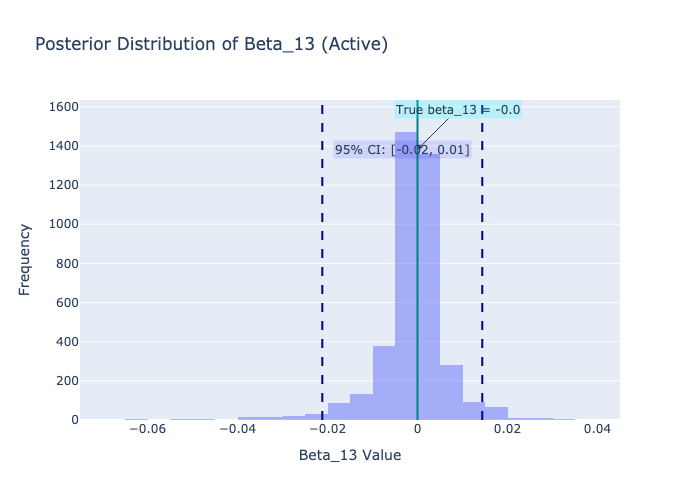 Posterior Distribution of Beta_13 (Active)
True beta_13 = -0.0
95% CI: [-0.02, 0.01]
1600
1400
1200
1000
800
600
400
200
0
Frequency
−0.06 −0.04 −0.02 0 0.02 0.04
Beta_13 Value